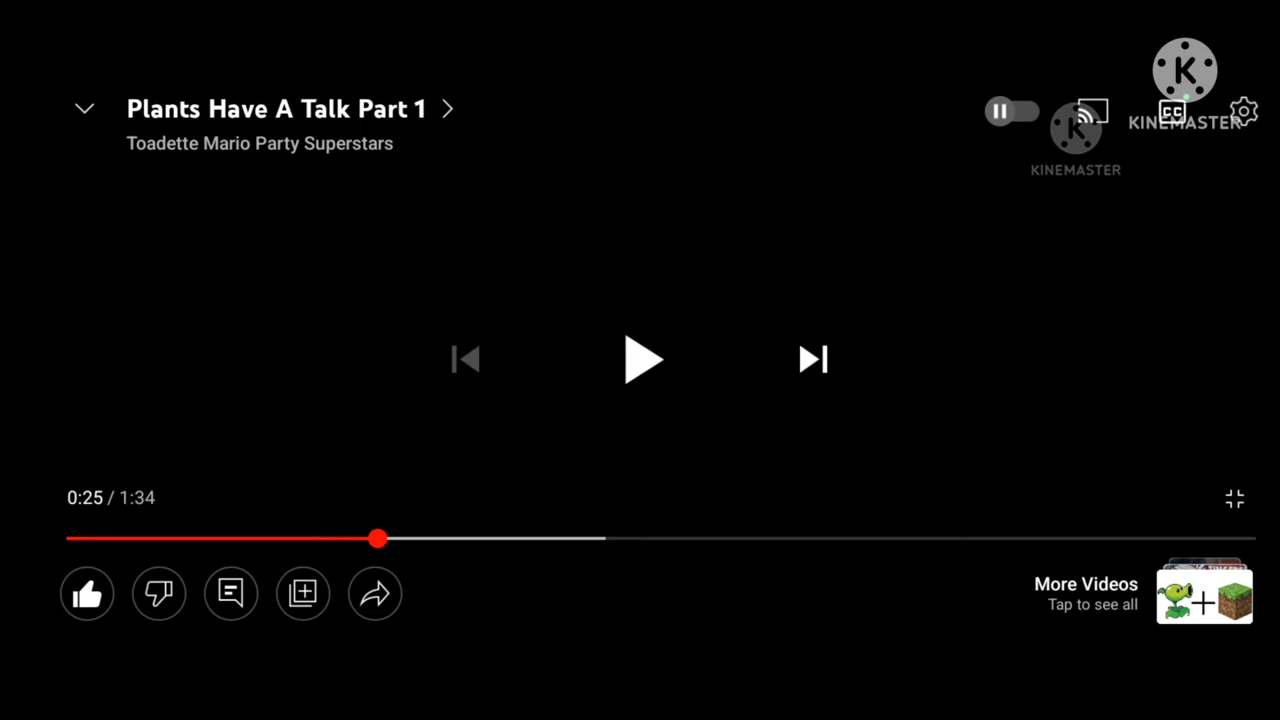 Plants Have A Talk Part 1
Toadette Mario Party Superstars
CC
KINEMASTER
KINEMASTER
0:25 / 1:34
More Videos
Tap to see all